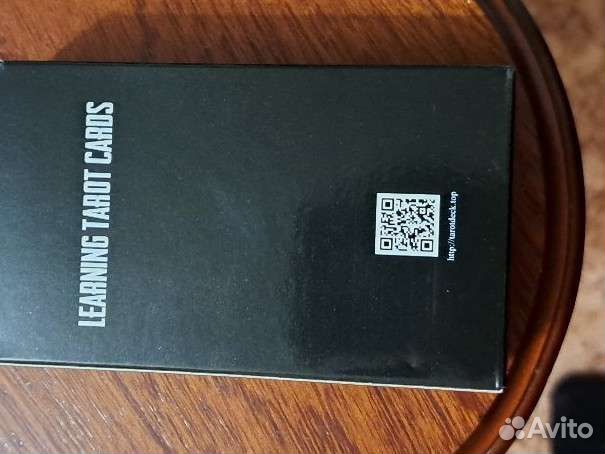 LEARNING TAROT CARDS
http://tarotdeck.top
Avito